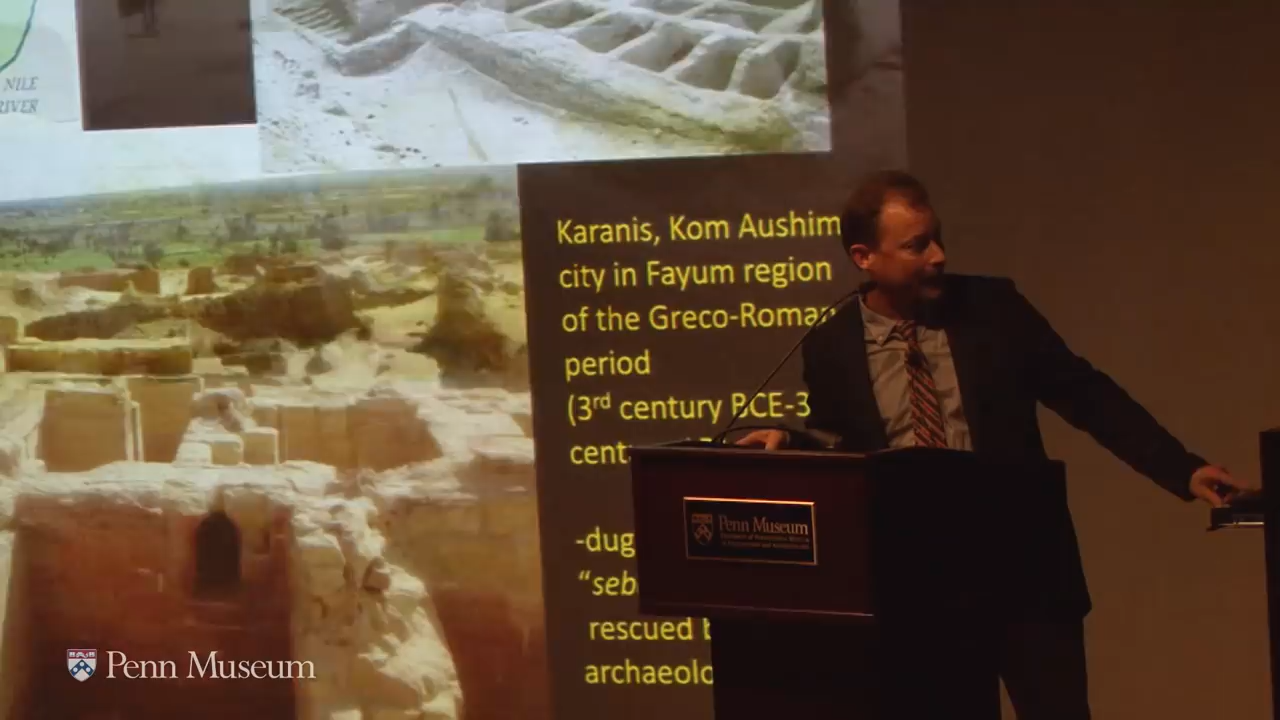 NILE
RIVER
Karanis, Kom Aushim
city in Fayum region
of the Greco-Roman
period
(3rd century BCE-3
cent
-dug
“seb
rescued b
archaeolo
Penn Museum
Penn Museum